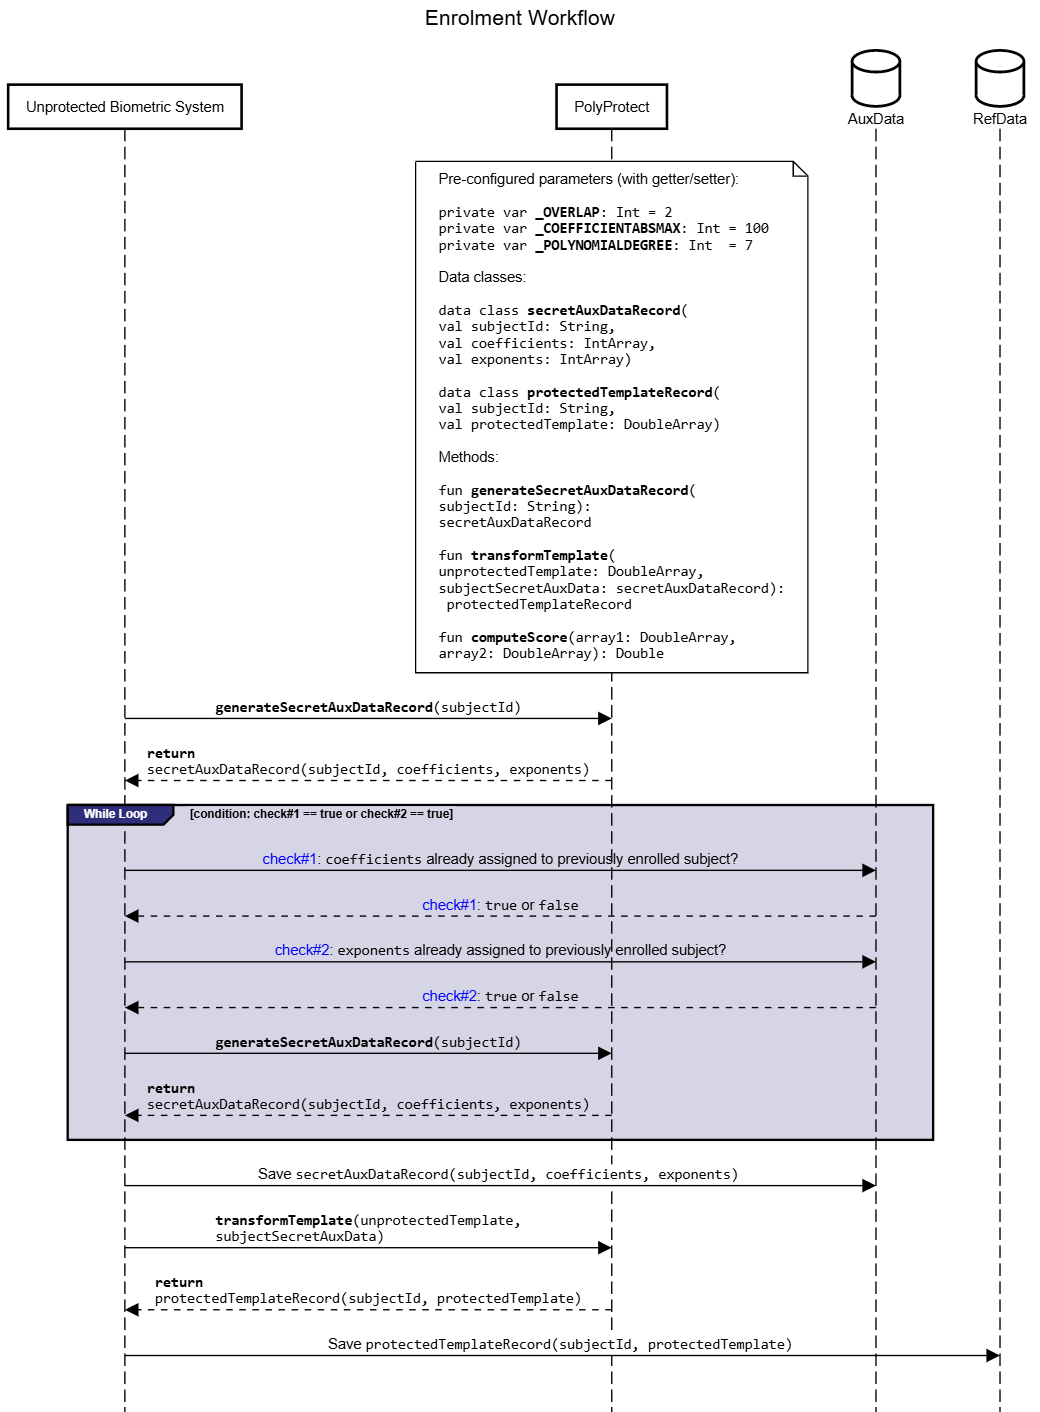 Enrolment Workflow
Unprotected Biometric System
PolyProtect
AuxData
RefData
Pre-configured parameters (with getter/setter):
private var _OVERLAP: Int = 2
private var _COEFFICIENTABSMAX: Int = 100
private var _POLYNOMIALDEGREE: Int  = 7
Data classes:
data class secretAuxDataRecord(
val subjectId: String,
val coefficients: IntArray,
val exponents: IntArray)
data class protectedTemplateRecord(
val subjectId: String,
val protectedTemplate: DoubleArray)
Methods:
fun generateSecretAuxDataRecord(
subjectId: String):
secretAuxDataRecord
fun transformTemplate(
unprotectedTemplate: DoubleArray,
subjectSecretAuxData: secretAuxDataRecord):
protectedTemplateRecord
fun computeScore(array1: DoubleArray,
array2: DoubleArray): Double
generateSecretAuxDataRecord(subjectId)
return
secretAuxDataRecord(subjectId, coefficients, exponents)
While Loop [condition: check#1 == true or check#2 == true]
check#1: coefficients already assigned to previously enrolled subject?
check#1: true or false
check#2: exponents already assigned to previously enrolled subject?
check#2: true or false
generateSecretAuxDataRecord(subjectId)
return
secretAuxDataRecord(subjectId, coefficients, exponents)
Save secretAuxDataRecord(subjectId, coefficients, exponents)
transformTemplate(unprotectedTemplate,
subjectSecretAuxData)
return
protectedTemplateRecord(subjectId, protectedTemplate)
Save protectedTemplateRecord(subjectId, protectedTemplate)